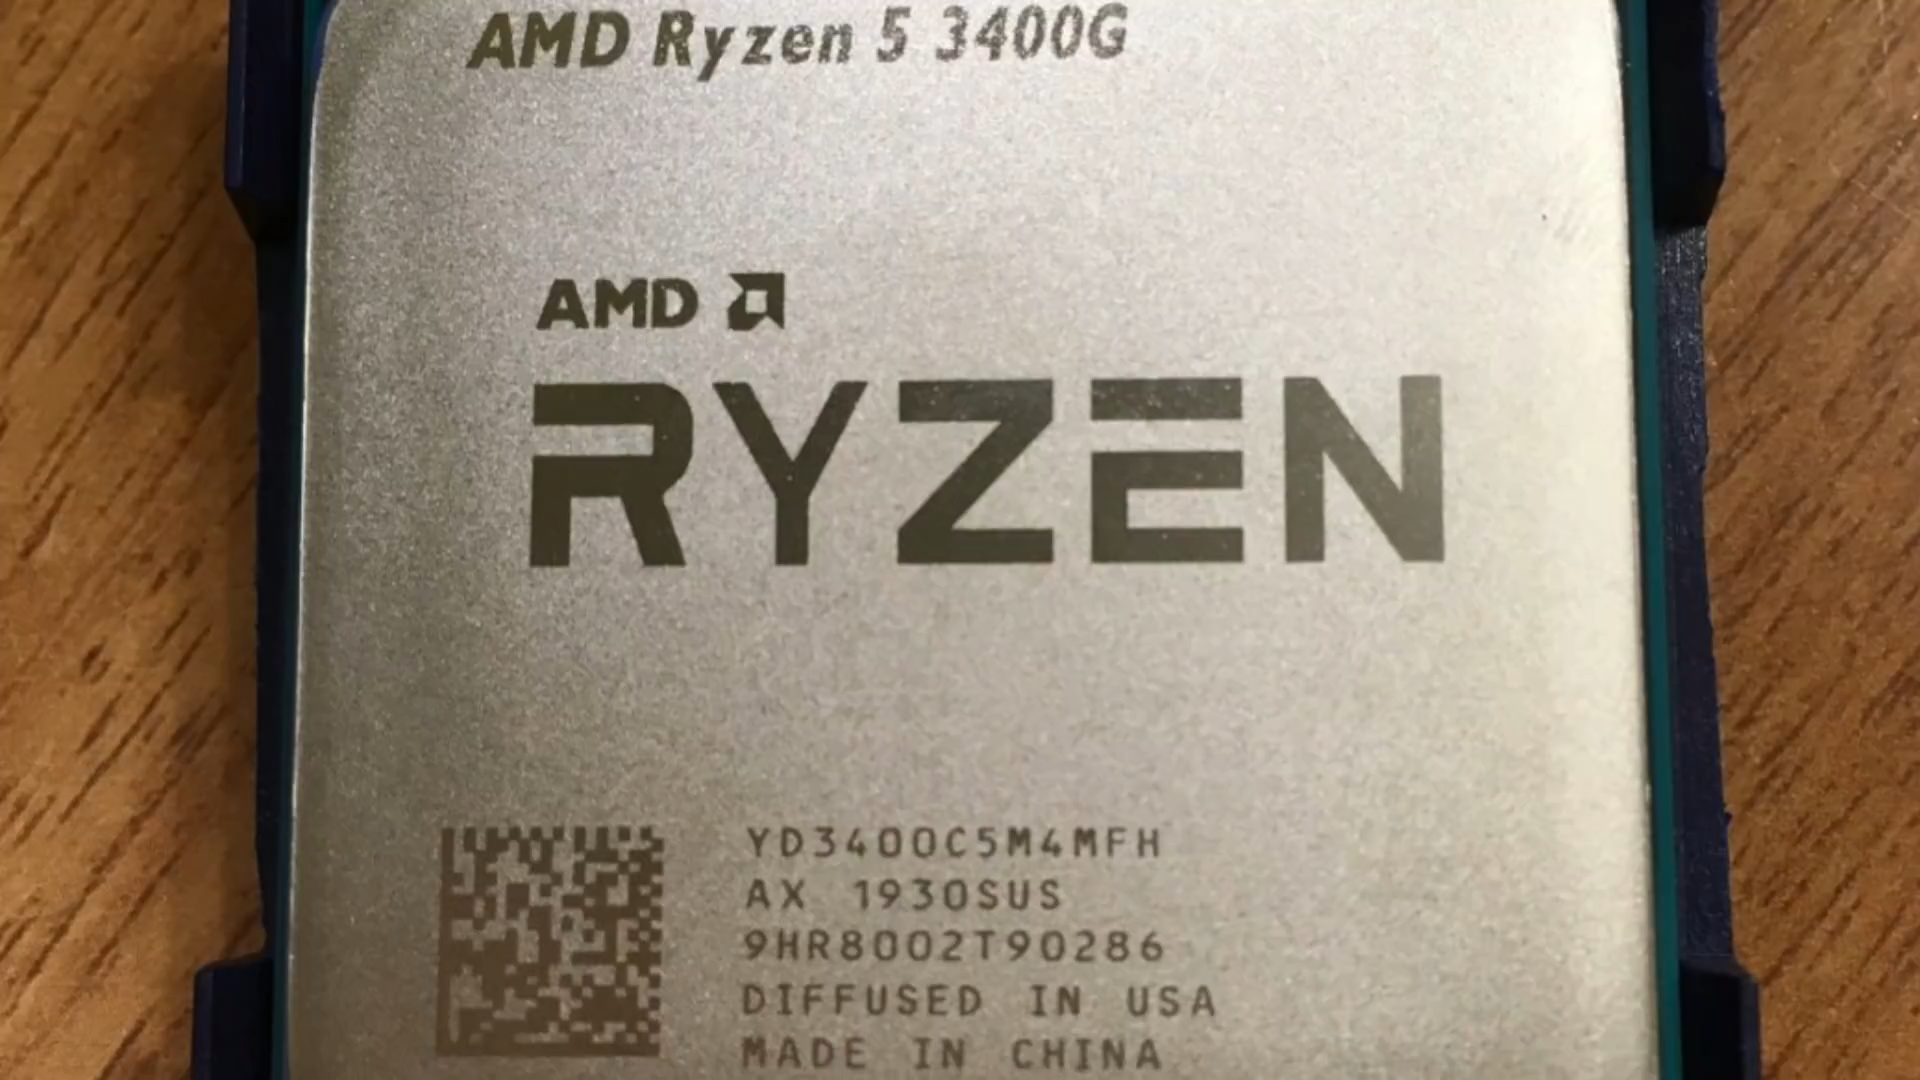 AMD Ryzen 5 3400G
AMD
RYZEN
YD3400C5M4MFH
AX 1930SUS
9HR8002T90286
DIFFUSED IN USA
MADE IN CHINA